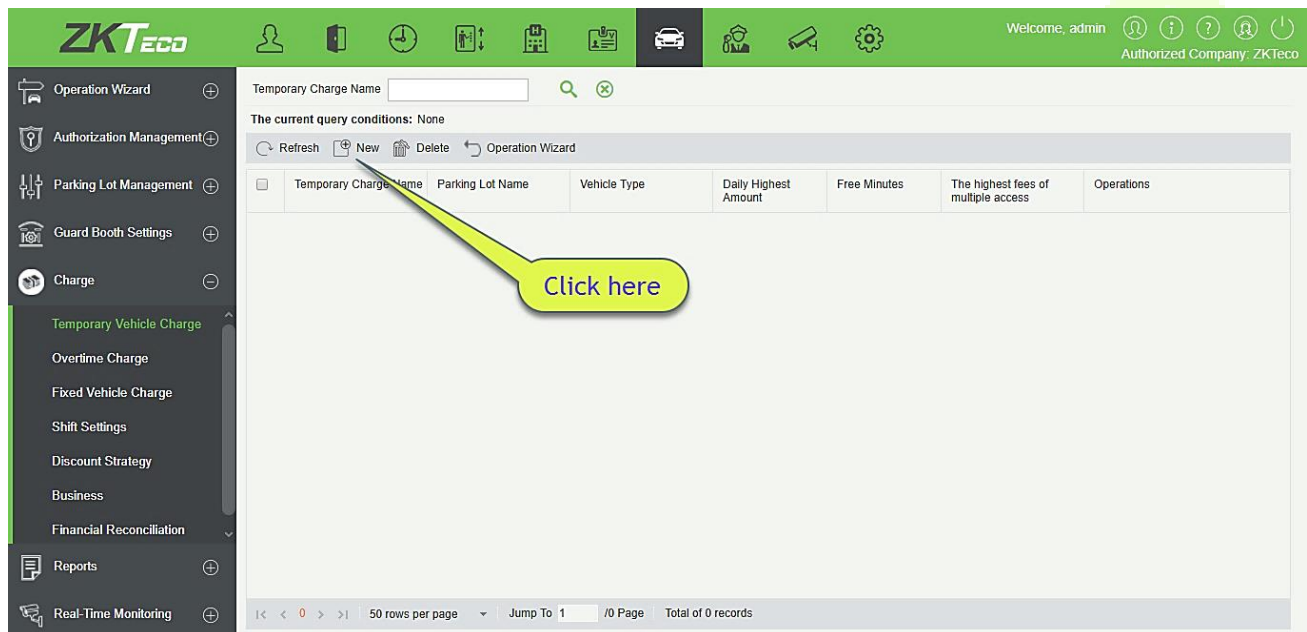 ZKTeco
Welcome, admin
Authorized Company: ZKTeco
Operation Wizard
Authorization Management
Parking Lot Management
Guard Booth Settings
Charge
Temporary Vehicle Charge
Overtime Charge
Fixed Vehicle Charge
Shift Settings
Discount Strategy
Business
Financial Reconciliation
Reports
Real-Time Monitoring
Temporary Charge Name
The current query conditions: None
Refresh New Delete Operation Wizard
Temporary Charge Name Parking Lot Name Vehicle Type Daily Highest Free Minutes The highest fees of Operations
Amount multiple access
Click here
|< < 0 > >| 50 rows per page Jump To 1 /0 Page Total of 0 records